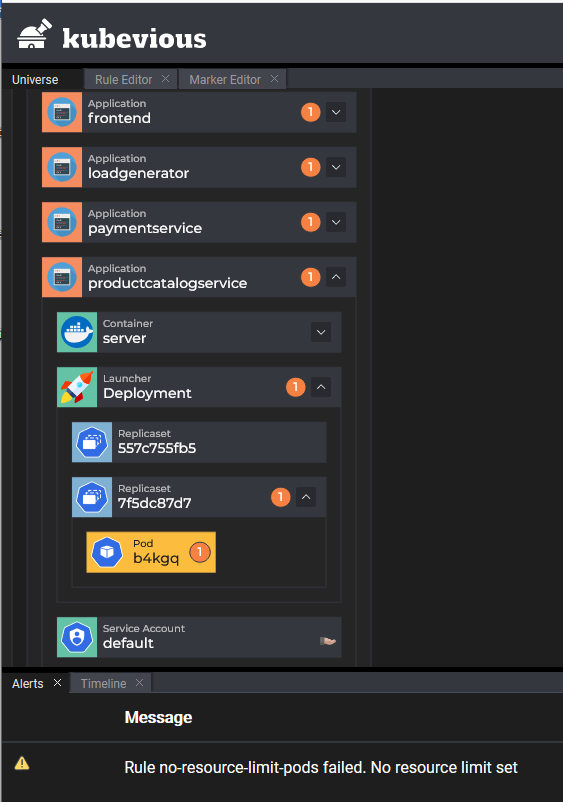 kubevious
Universe
Rule Editor
Marker Editor
Application
frontend
1
Application
loadgenerator
1
Application
paymentservice
1
Application
productcatalogservice
1
Container
server
Launcher
Deployment
1
Replicaset
557c755fb5
Replicaset
7f5dc87d7
1
Pod
b4kgq
1
Service Account
default
Alerts
Timeline
Message
Rule no-resource-limit-pods failed. No resource limit set